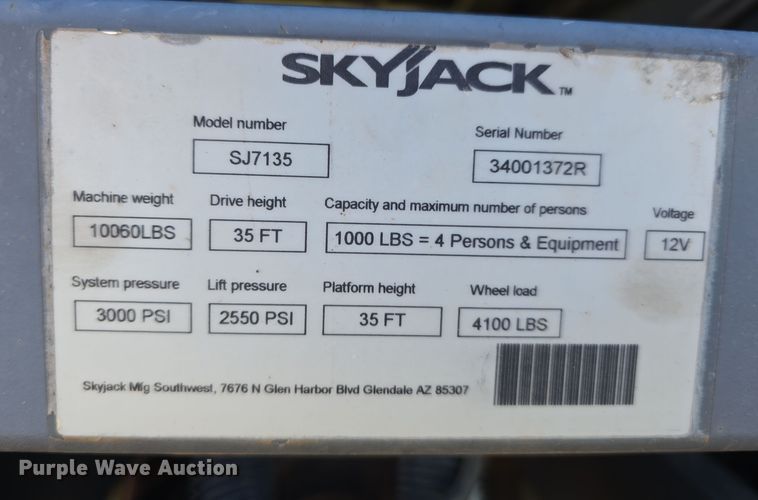 SKYJACK™
Model number
SJ7135
Serial Number
34001372R
Machine weight
10060LBS
Drive height
35 FT
Capacity and maximum number of persons
1000 LBS = 4 Persons & Equipment
Voltage
12V
System pressure
3000 PSI
Lift pressure
2550 PSI
Platform height
35 FT
Wheel load
4100 LBS
Skyjack Mfg Southwest, 7676 N Glen Harbor Blvd Glendale AZ 85307
Purple Wave Auction